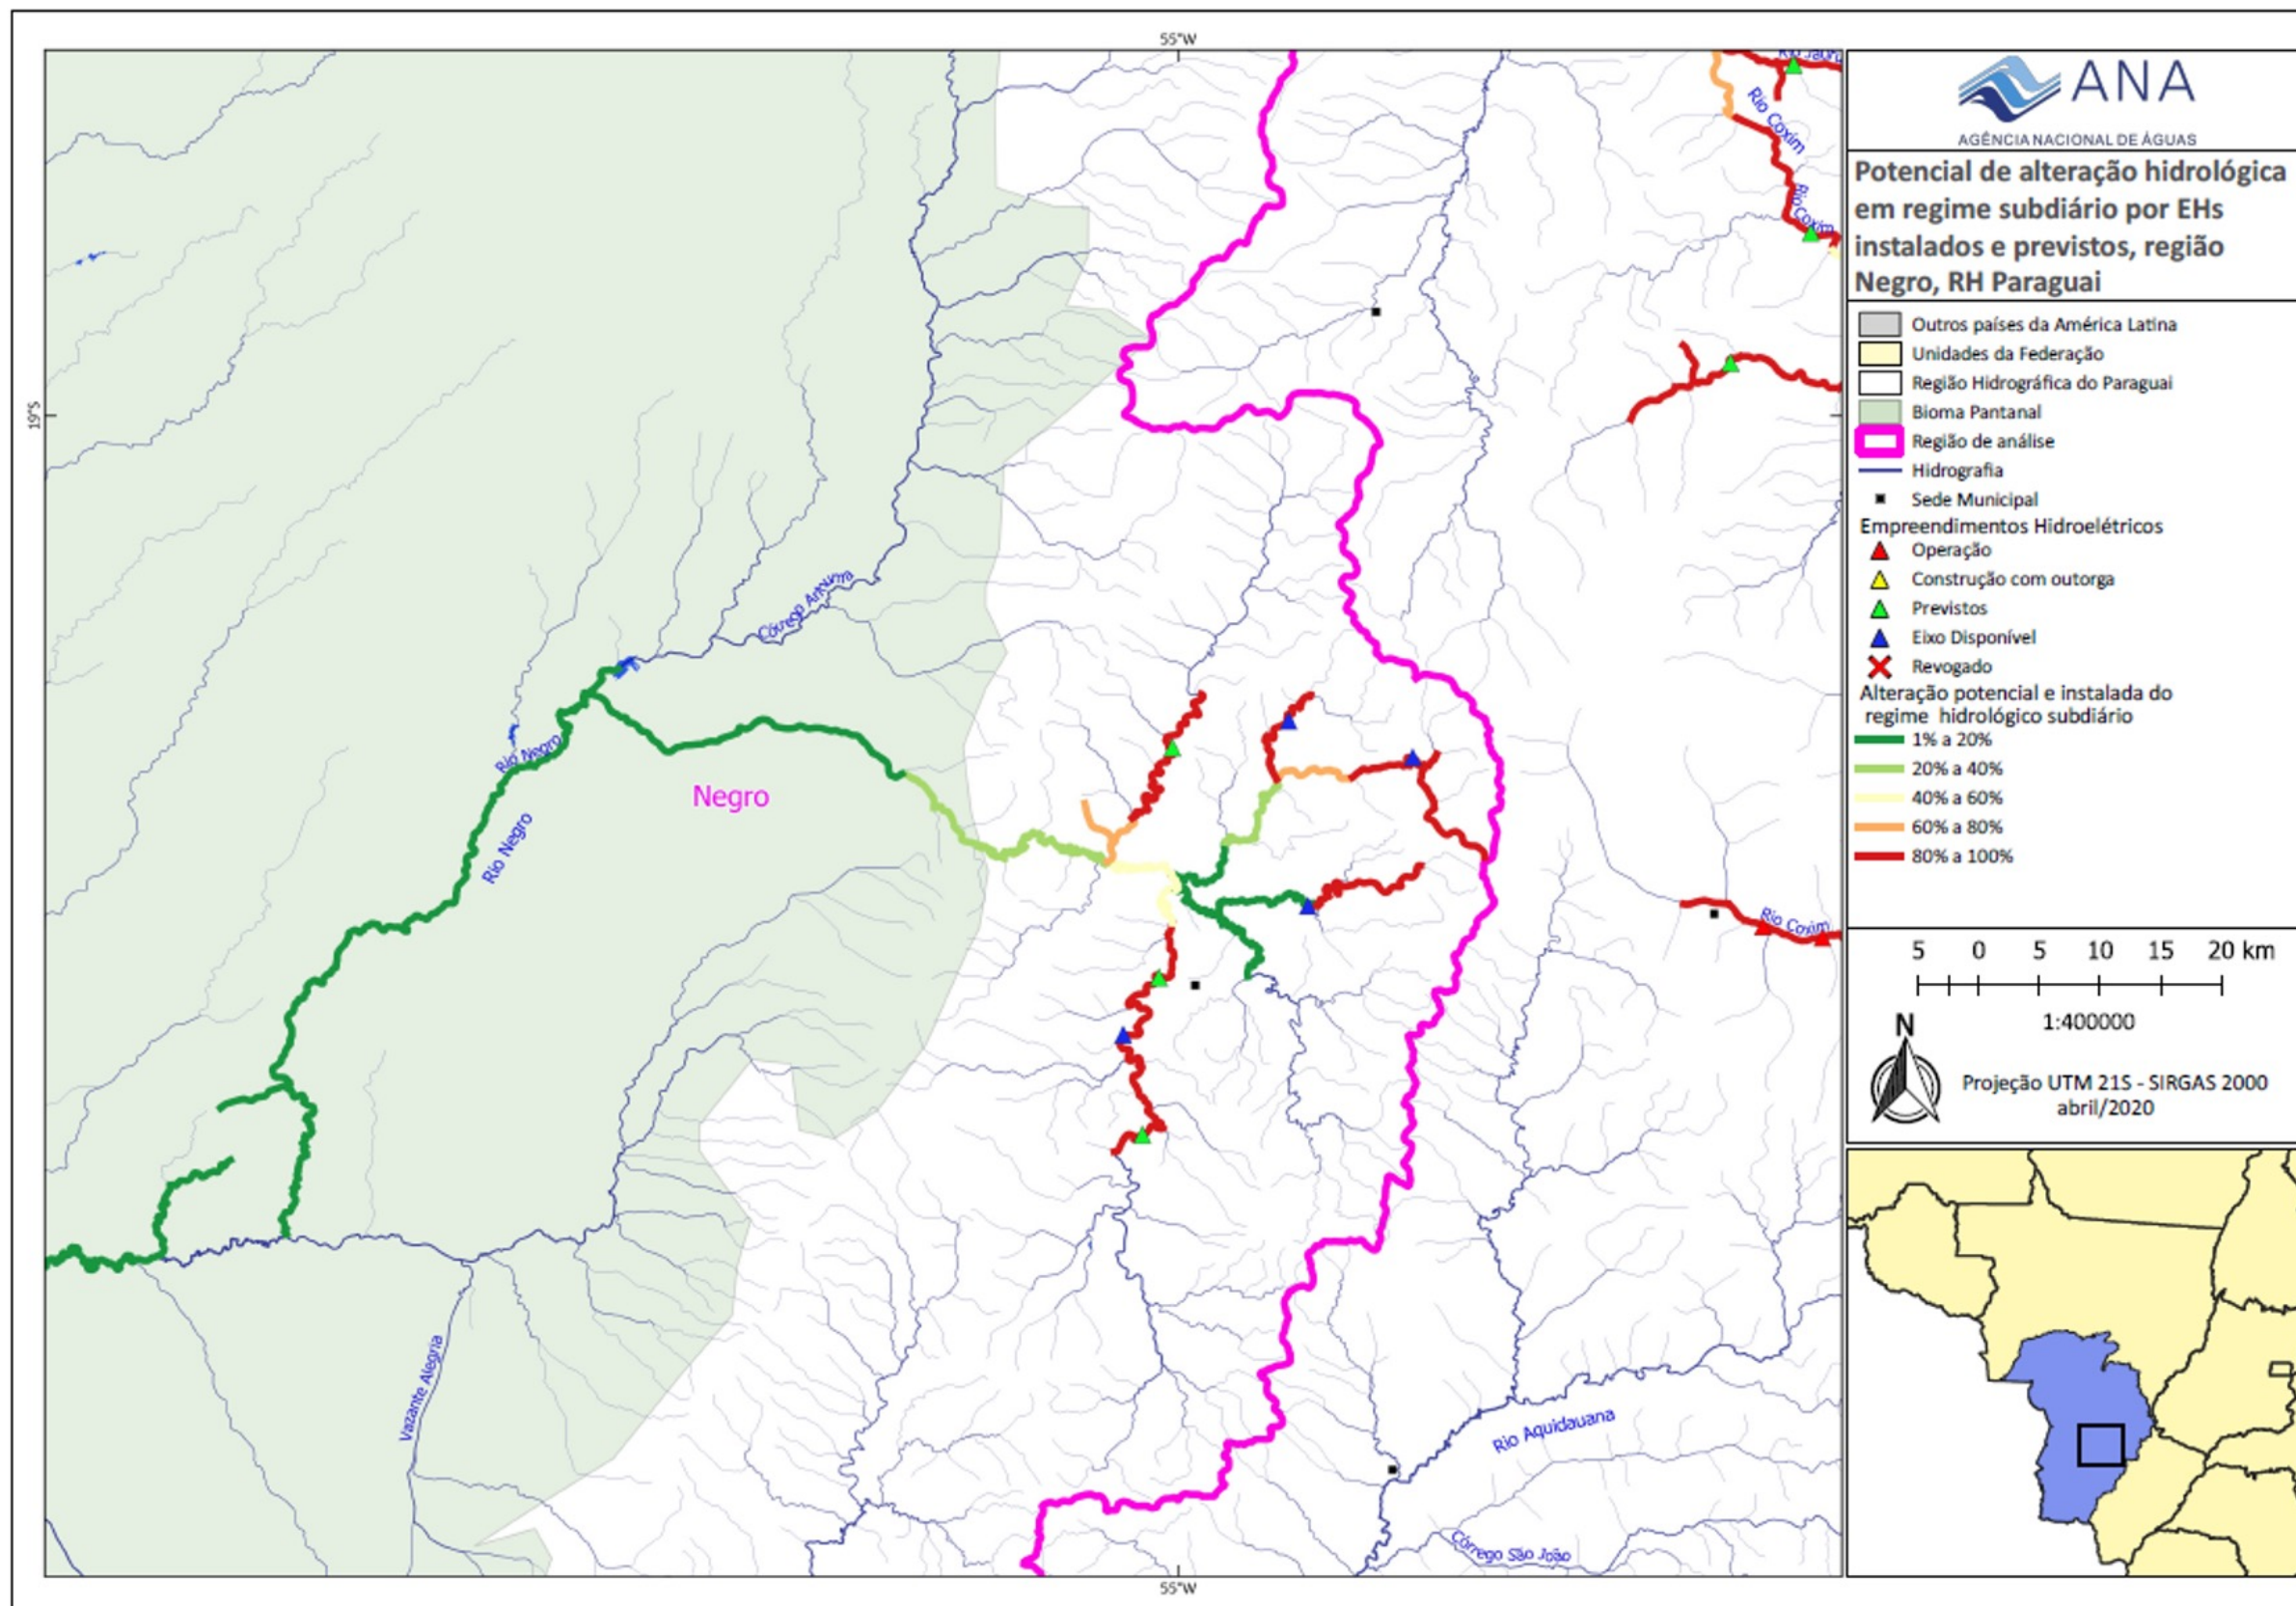 55°W
19°S
Rio Coxim
Rio Coxim
Córrego Anhuma
Rio Negro
Rio Negro
Negro
Rio Coxim
Vazante Alegria
Rio Aquidauana
Córrego São João
55°W
ANA
AGÊNCIA NACIONAL DE ÁGUAS
Potencial de alteração hidrológica
em regime subdiário por EHs
instalados e previstos, região
Negro, RH Paraguai
Outros países da América Latina
Unidades da Federação
Região Hidrográfica do Paraguai
Bioma Pantanal
Região de análise
Hidrografia
Sede Municipal
Empreendimentos Hidroelétricos
Operação
Construção com outorga
Previstos
Eixo Disponível
Revogado
Alteração potencial e instalada do
regime hidrológico subdiário
1% a 20%
20% a 40%
40% a 60%
60% a 80%
80% a 100%
5 0 5 10 15 20 km
N
1:400000
Projeção UTM 21S - SIRGAS 2000
abril/2020